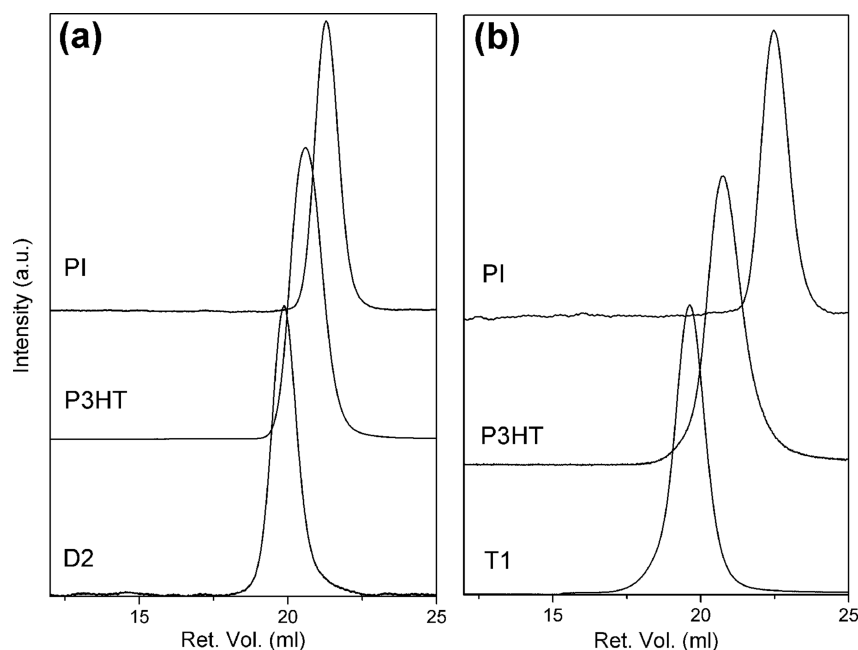 (a)
PI
P3HT
D2
Intensity (a.u.)
15 20 25
Ret. Vol. (ml)
(b)
PI
P3HT
T1
15 20 25
Ret. Vol. (ml)